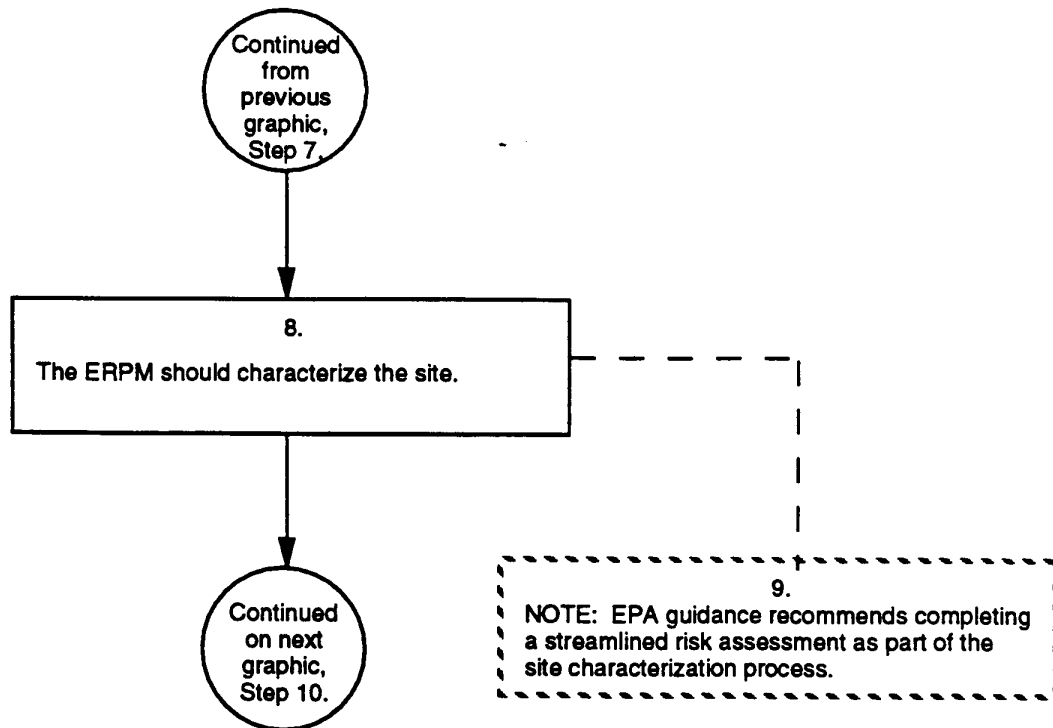 Continued
from
previous
graphic,
Step 7.
8.
The ERPM should characterize the site.
Continued
on next
graphic,
Step 10.
9.
NOTE: EPA guidance recommends completing
a streamlined risk assessment as part of the
site characterization process.